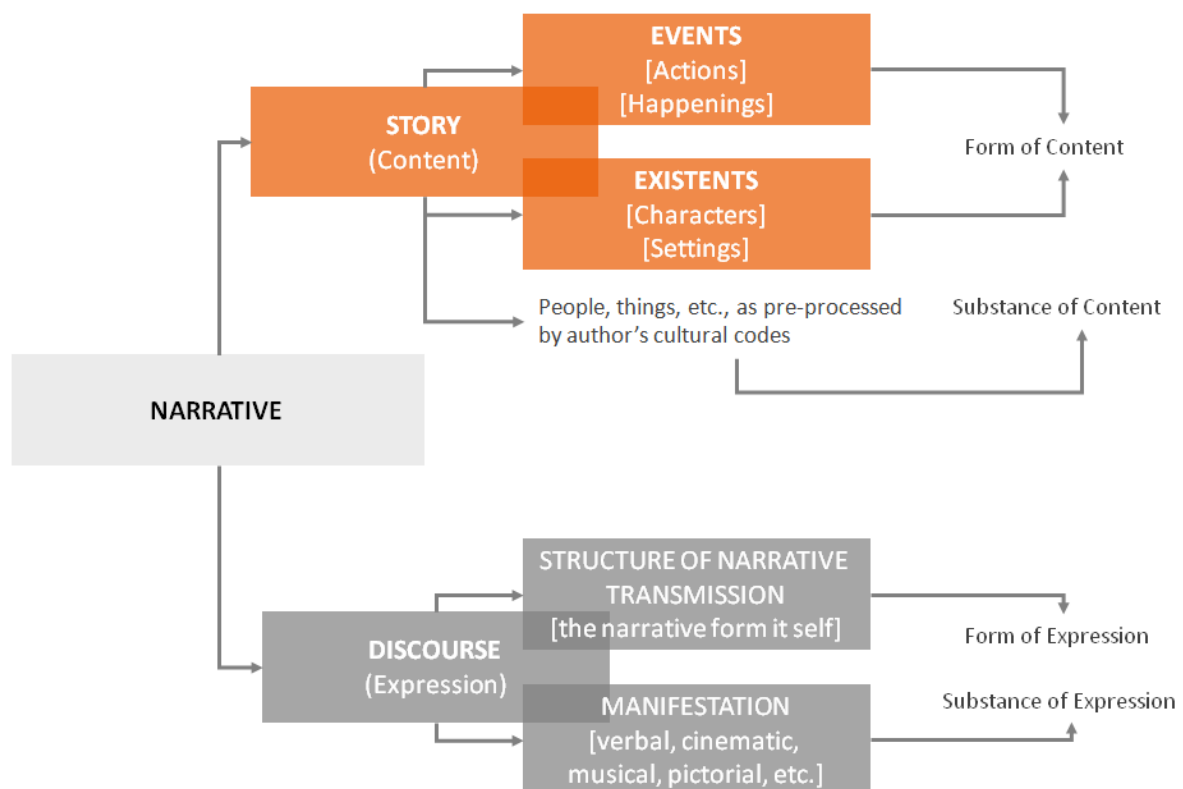 EVENTS
[Actions]
[Happenings]
STORY
(Content)
Form of Content
EXISTENTS
[Characters]
[Settings]
People, things, etc., as pre-processed
by author’s cultural codes
Substance of Content
NARRATIVE
STRUCTURE OF NARRATIVE
TRANSMISSION
[the narrative form it self]
Form of Expression
DISCOURSE
(Expression)
Substance of Expression
MANIFESTATION
[verbal, cinematic,
musical, pictorial, etc.]